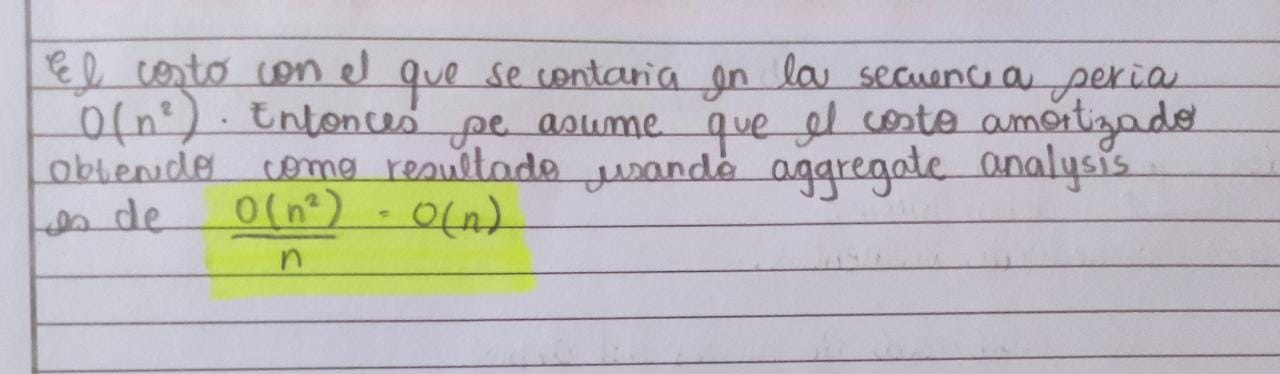 El costo con el que se contaria en la secuencia seria
O(n²). Entonces se asume que el costo amortizado
obtenido como resultado usando aggregate analysis
es de O(n²)/n = O(n)